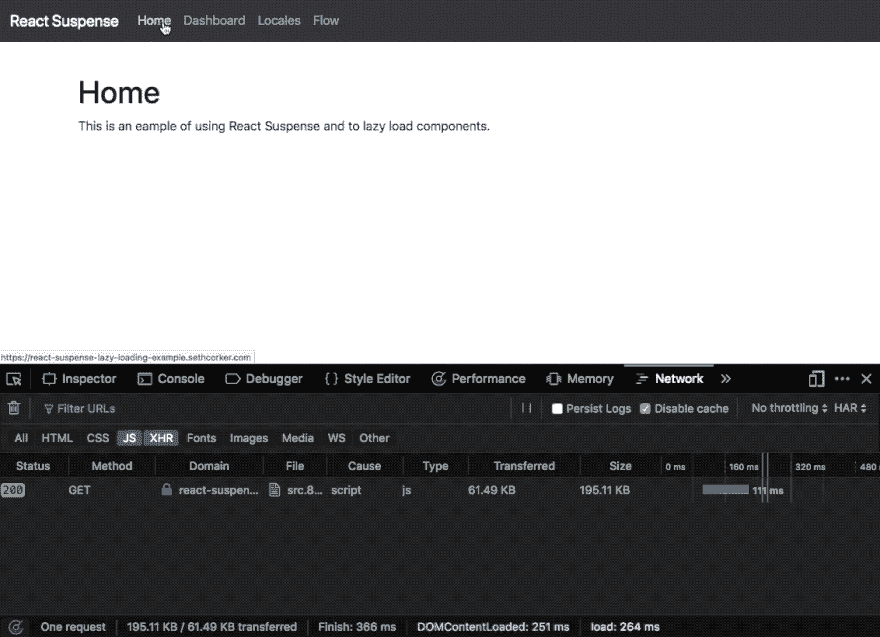 React Suspense Home Dashboard Locales Flow
Home
This is an eample of using React Suspense and to lazy load components.
https://react-suspense-lazy-loading-example.sethcorker.com
Inspector Console Debugger Style Editor Performance Memory Network
Filter URLs Persist Logs Disable cache No throttling HAR
All HTML CSS JS XHR Fonts Images Media WS Other
Status Method Domain File Cause Type Transferred Size 0 ms 160 ms 320 ms 480
200 GET react-suspen... src.8... script js 61.49 KB 195.11 KB 111 ms
One request 195.11 KB / 61.49 KB transferred Finish: 366 ms DOMContentLoaded: 251 ms load: 264 ms